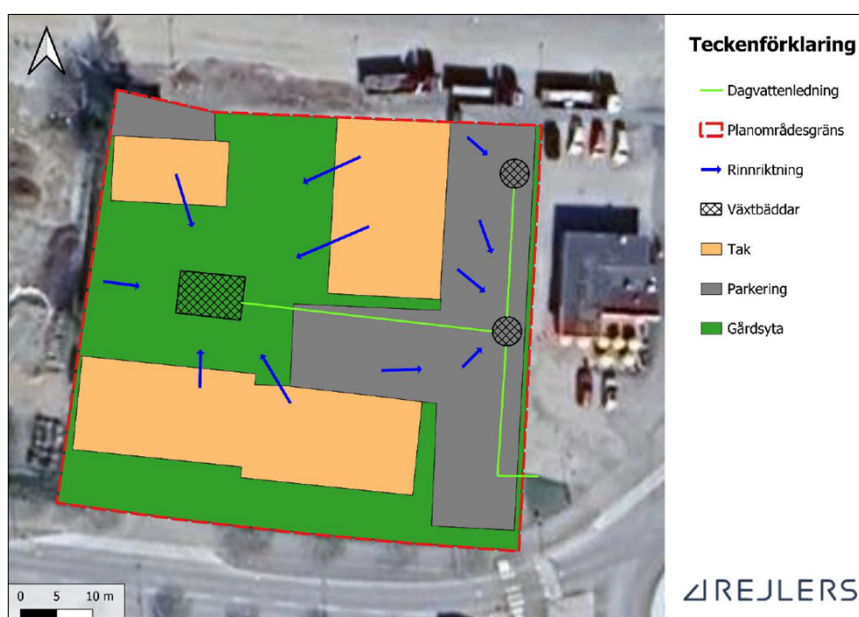 Teckenförklaring
Dagvattenledning
Planområdesgräns
Rinnriktning
Växtbäddar
Tak
Parkering
Gårdsyta
0 5 10 m
REJLERS